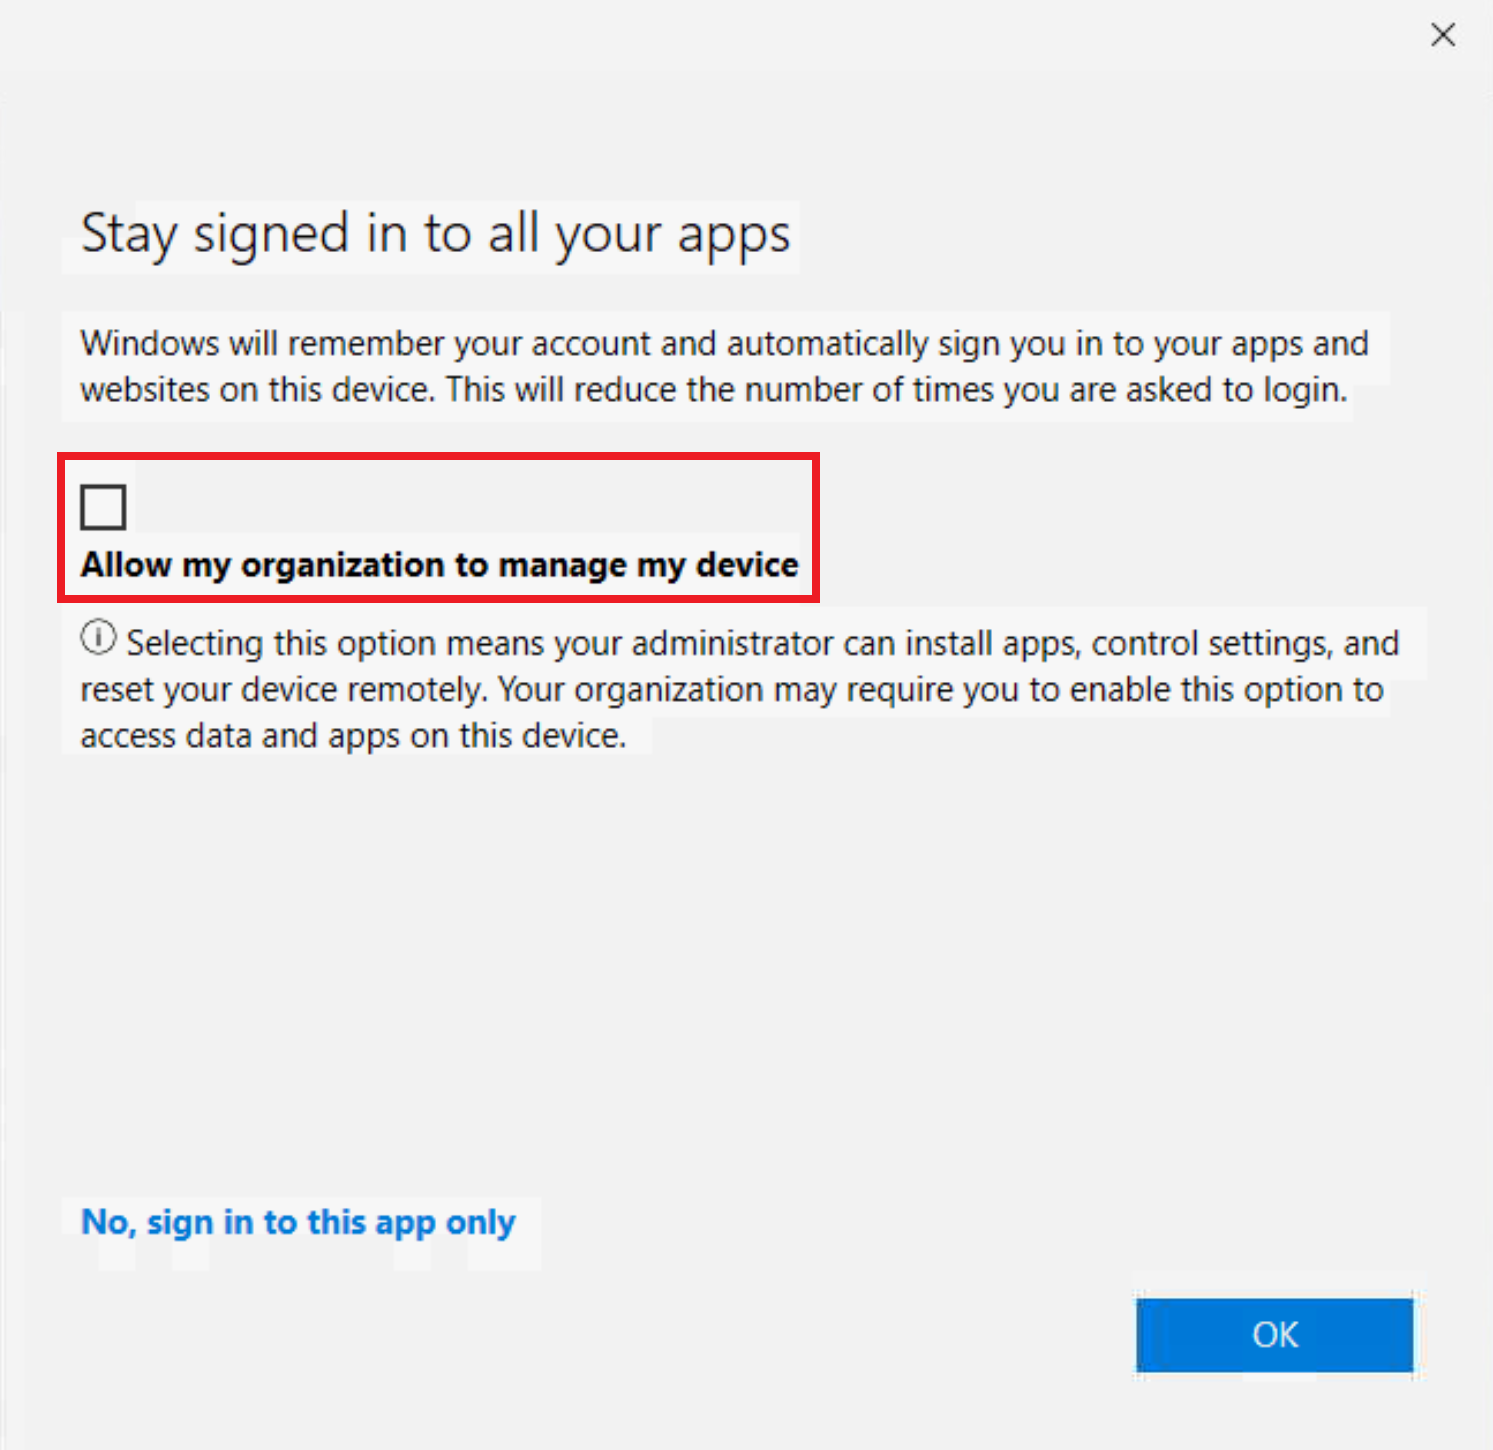 Stay signed in to all your apps
Windows will remember your account and automatically sign you in to your apps and
websites on this device. This will reduce the number of times you are asked to login.
Allow my organization to manage my device
Selecting this option means your administrator can install apps, control settings, and
reset your device remotely. Your organization may require you to enable this option to
access data and apps on this device.
No, sign in to this app only
OK